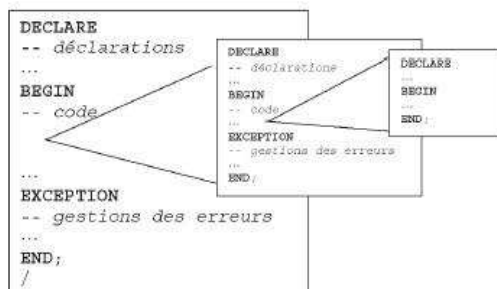 DECLARE
-- déclarations
...
BEGIN
-- code
...
EXCEPTION
-- gestions des erreurs
...
END;
/
DECLARE
-- déclarations
...
BEGIN
-- code
...
EXCEPTION
-- gestions des erreurs
...
END;
DECLARE
...
BEGIN
...
END;